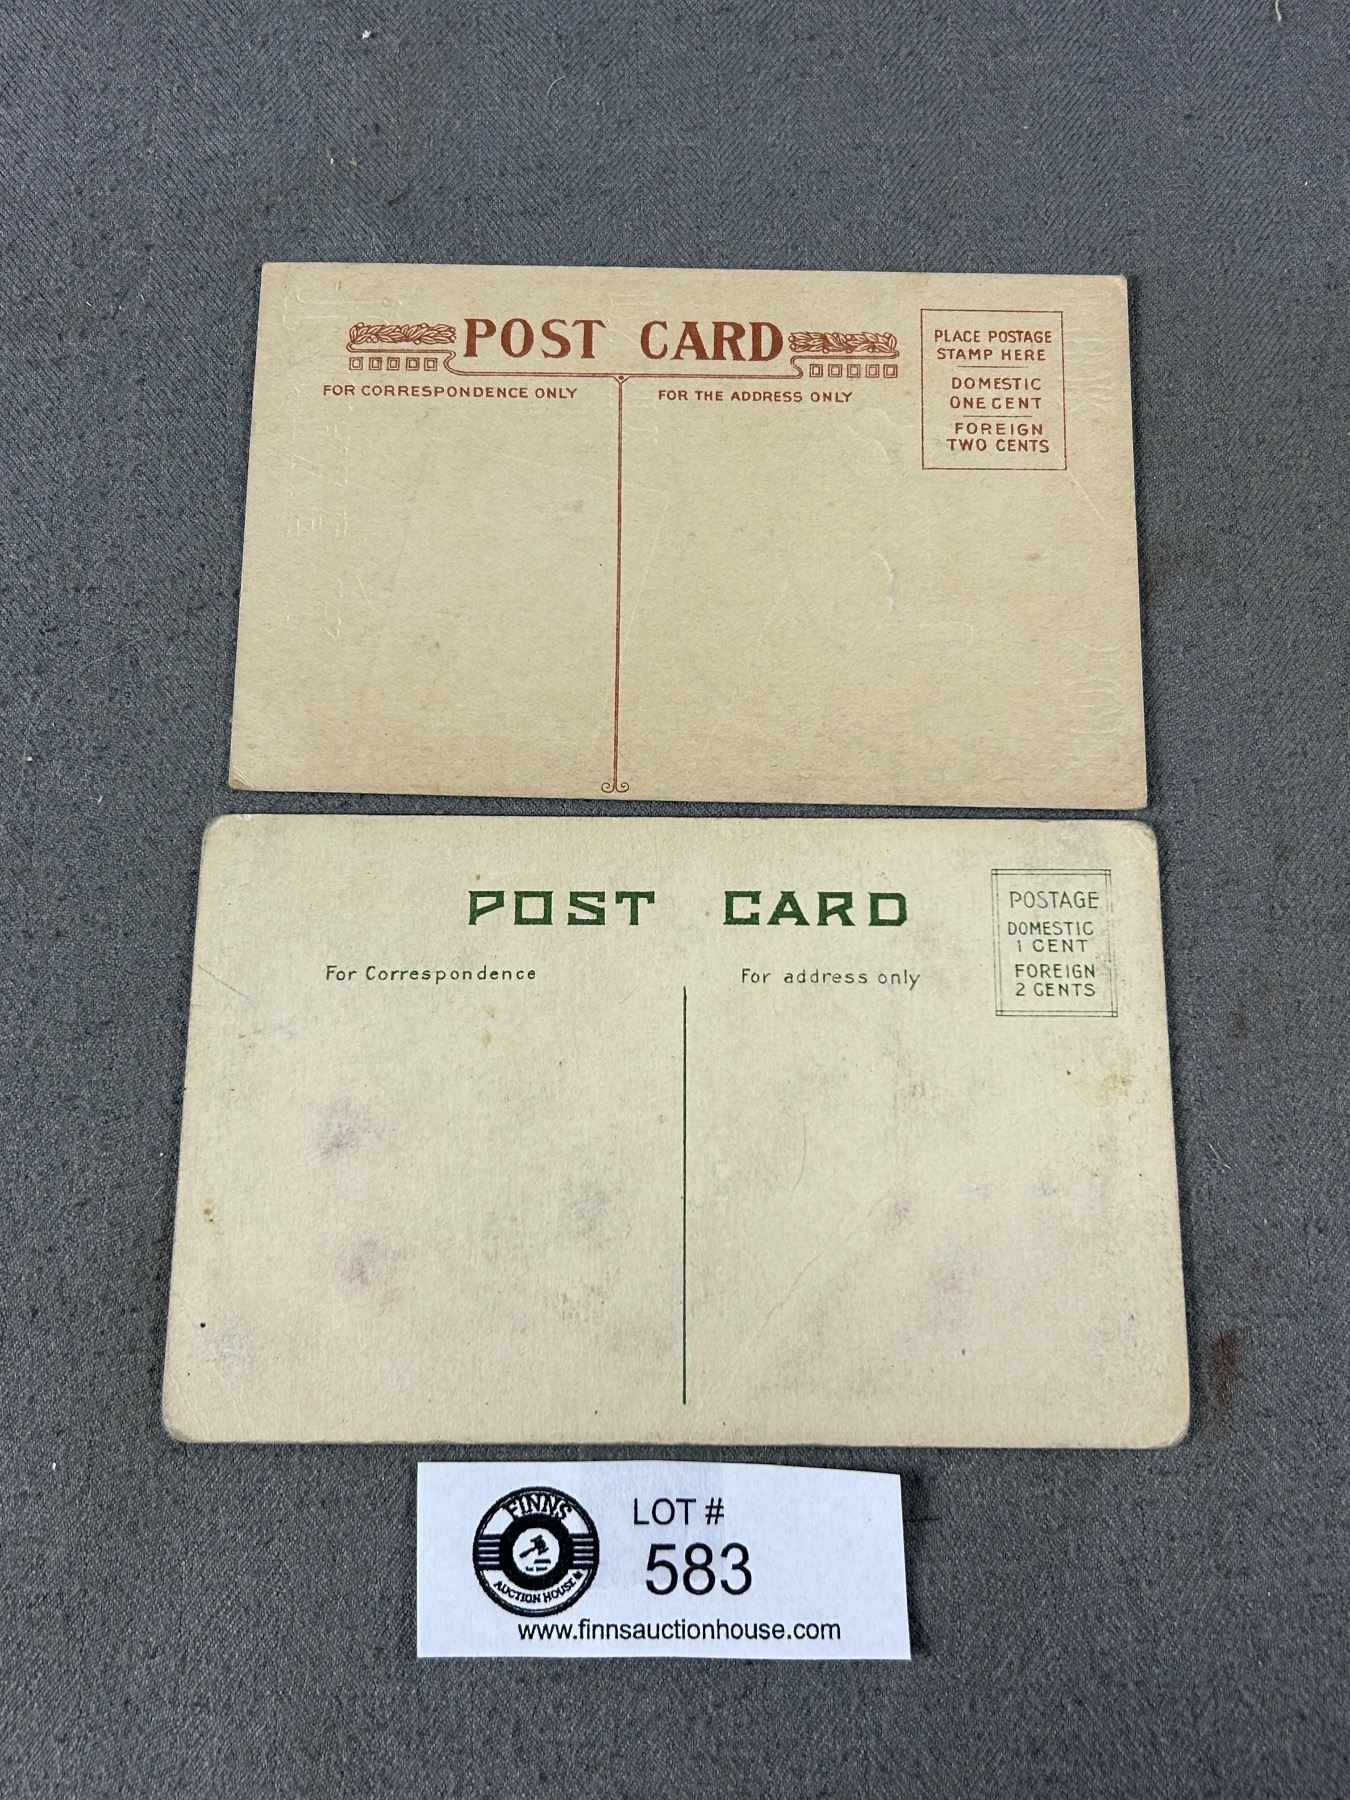 POST CARD
FOR CORRESPONDENCE ONLY
FOR THE ADDRESS ONLY
PLACE POSTAGE
STAMP HERE
DOMESTIC
ONE CENT
FOREIGN
TWO CENTS
POST CARD
For Correspondence
For address only
POSTAGE
DOMESTIC
1 CENT
FOREIGN
2 CENTS
FINNS
AUCTION HOUSE
LOT #
583
www.finnsauctionhouse.com